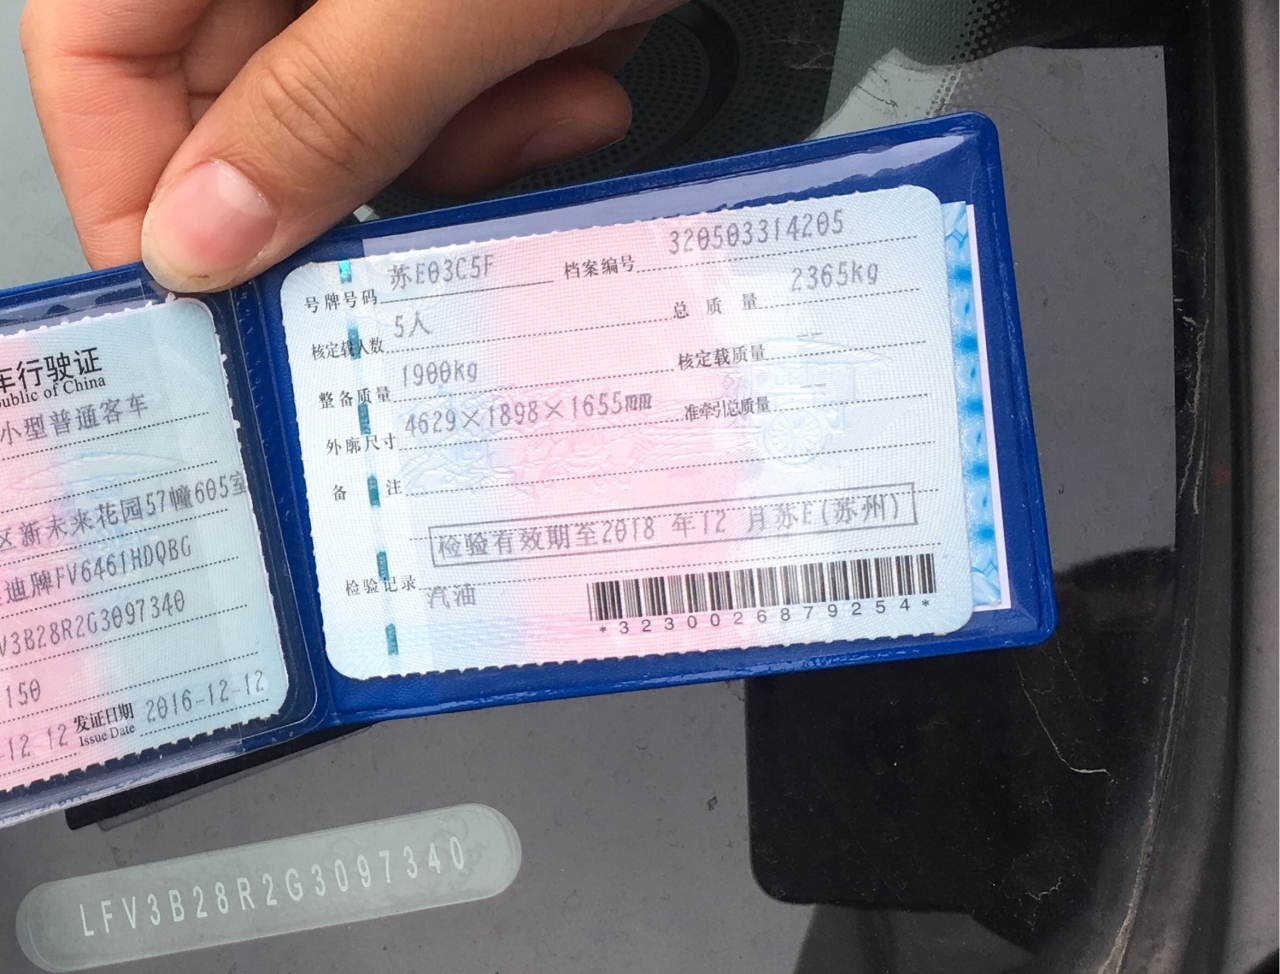 车行驶证
public of China
小型普通客车
区新未来花园57幢605室
迪牌FV6461HDQBG
V3B28R2G3097340
150
-12 12 发证日期 2016-12-12
Issue Date
号牌号码 苏E03C5F 档案编号 320503314205
核定载人数 5人 总质量 2365kg
整备质量 1900kg 核定载质量 --
外廓尺寸 4629×1898×1655mm 准牵引总质量 --
备注
检验有效期至2018 年12 月苏E(苏州)
检验记录 汽油
*3230026879254*
LFV3B28R2G3097340